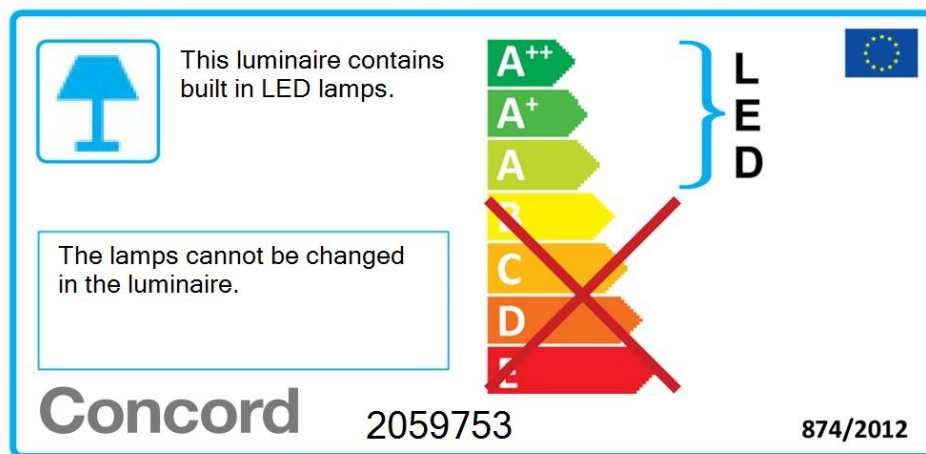 This luminaire contains
built in LED lamps.
A++
A+
A
B
C
D
E
L
E
D
The lamps cannot be changed
in the luminaire.
Concord
2059753
874/2012